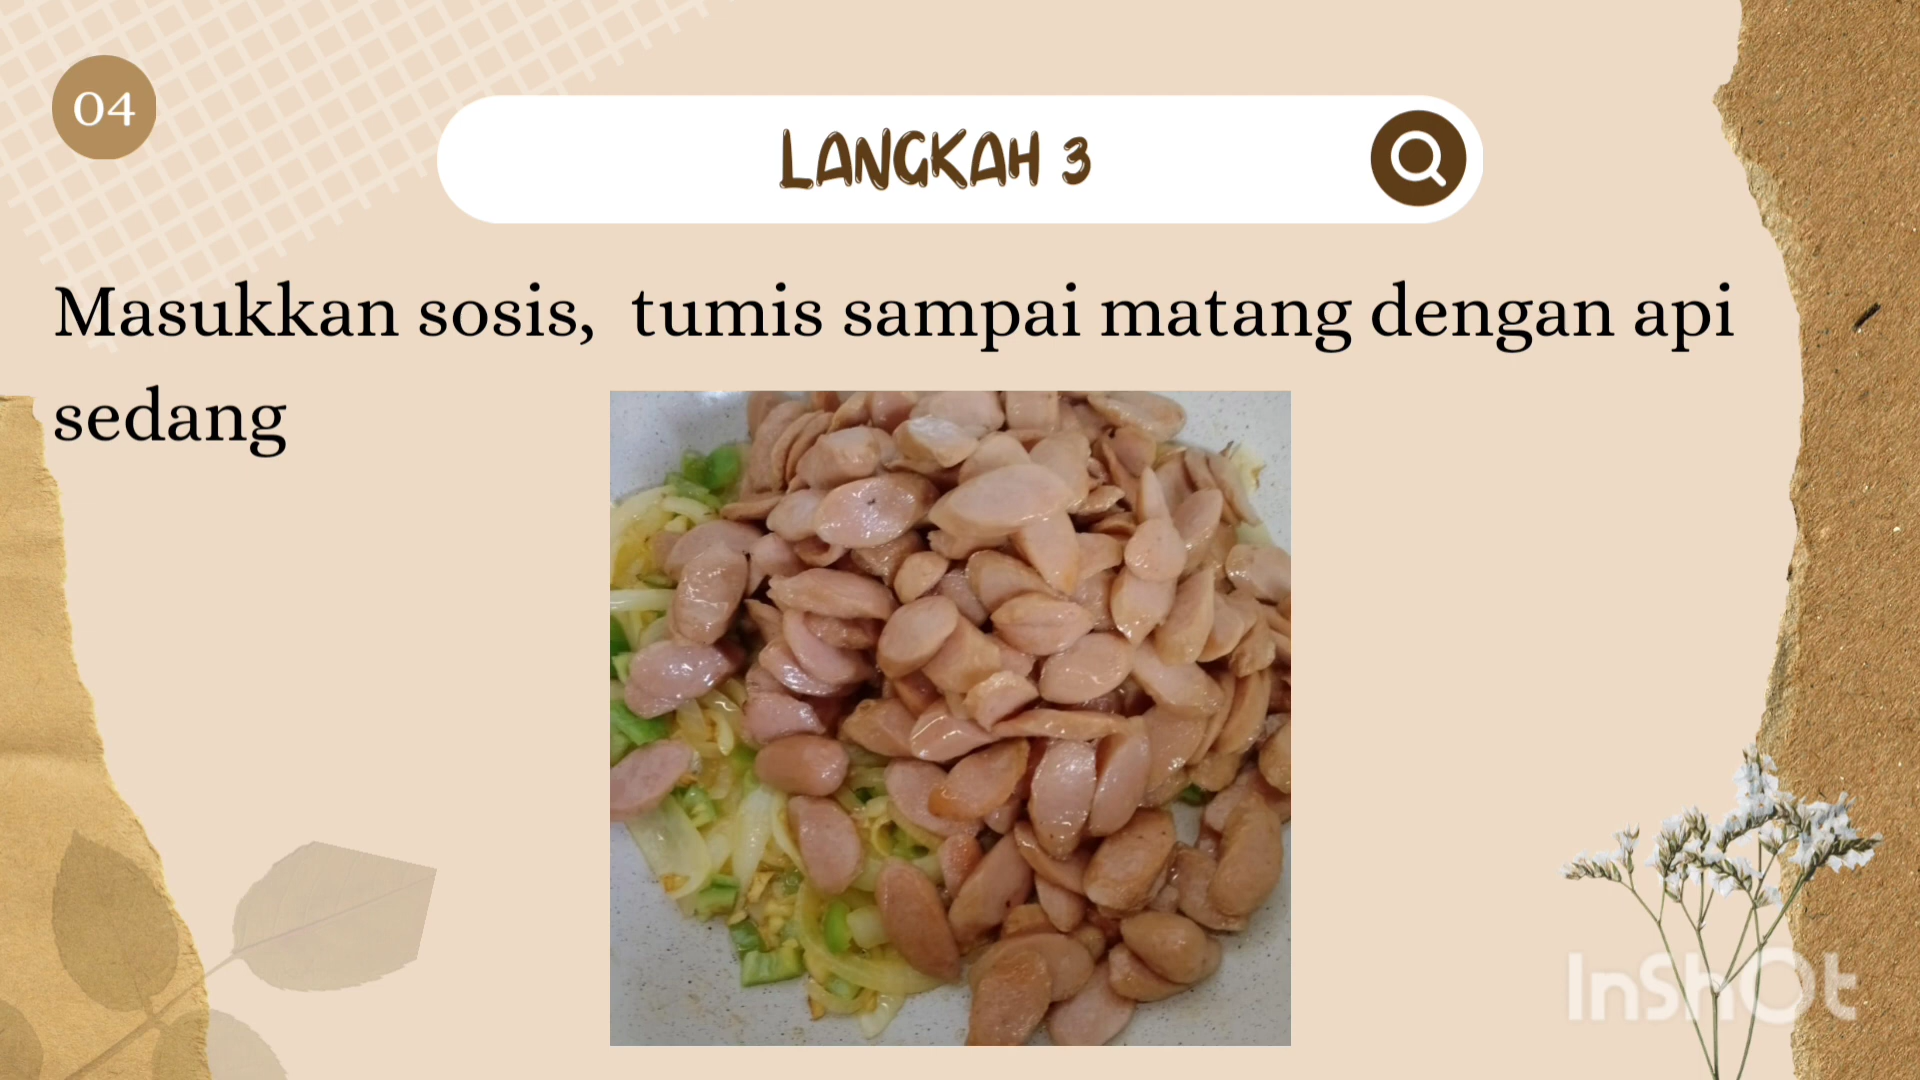 04
LANGKAH 3
Masukkan sosis,  tumis sampai matang dengan api
sedang
InShOt